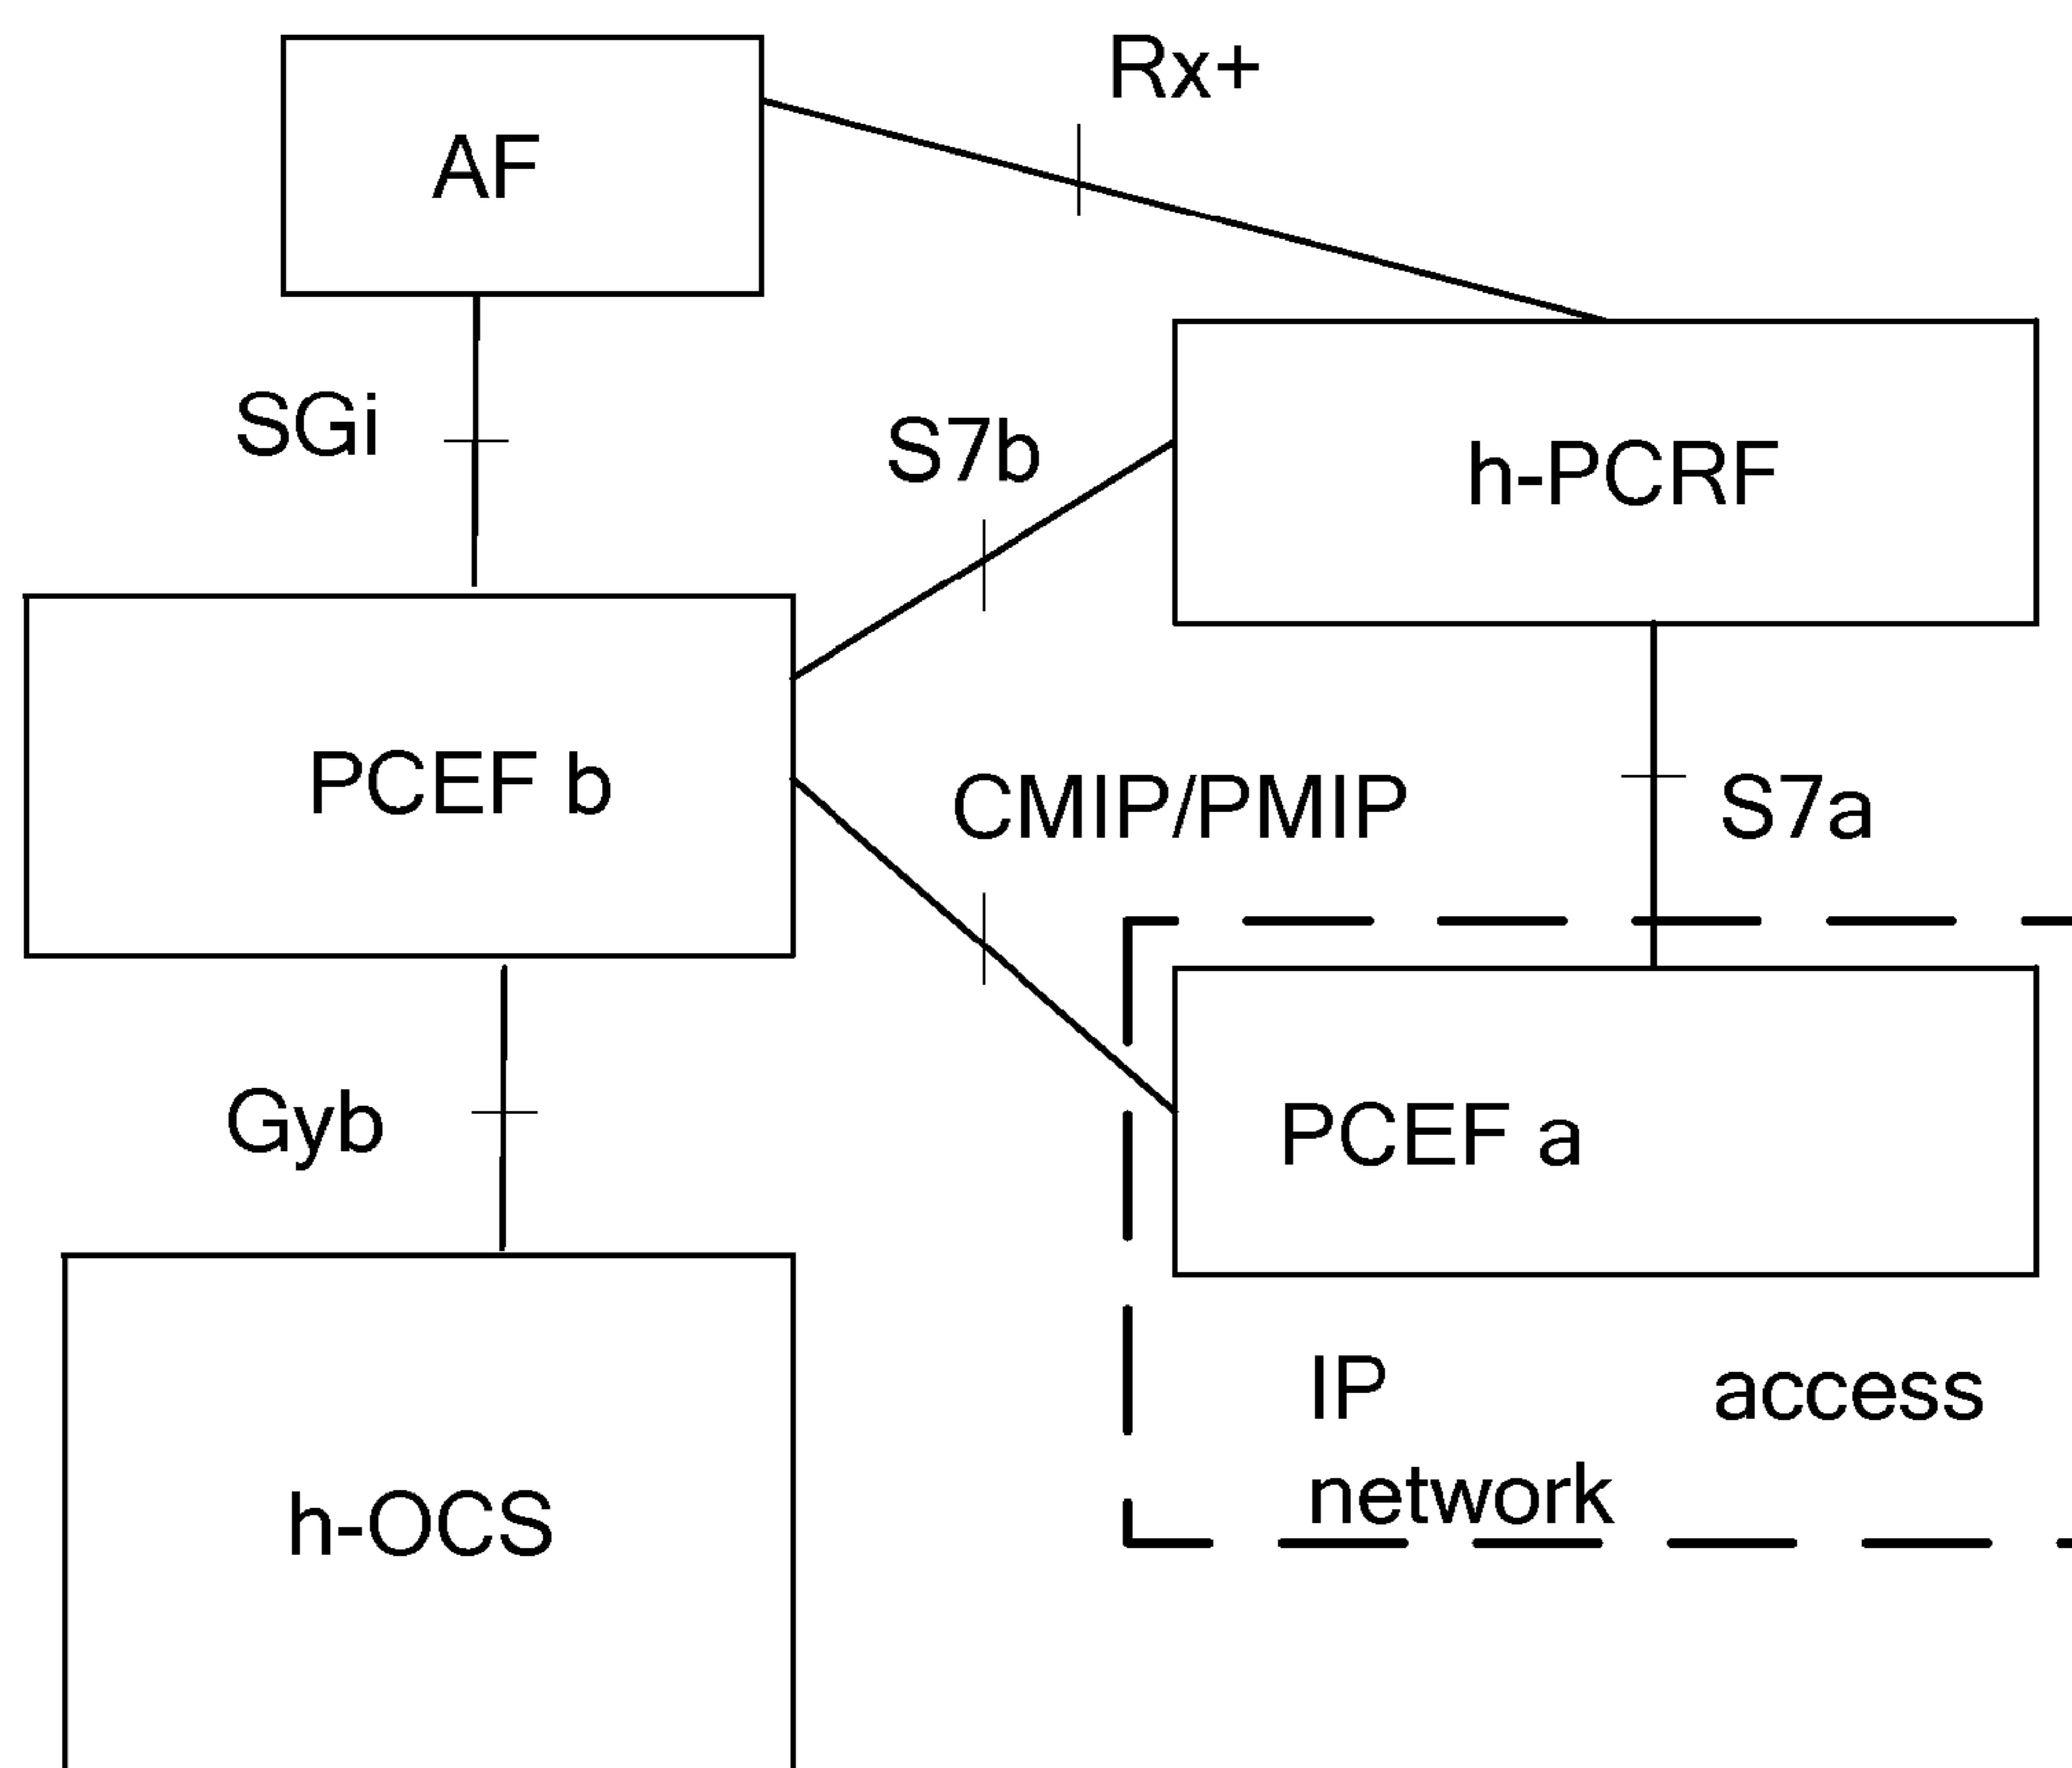 Rx+
AF
SGi
S7b
h-PCRF
PCEF b
CMIP/PMIP
S7a
Gyb
PCEF a
IP access
network
h-OCS